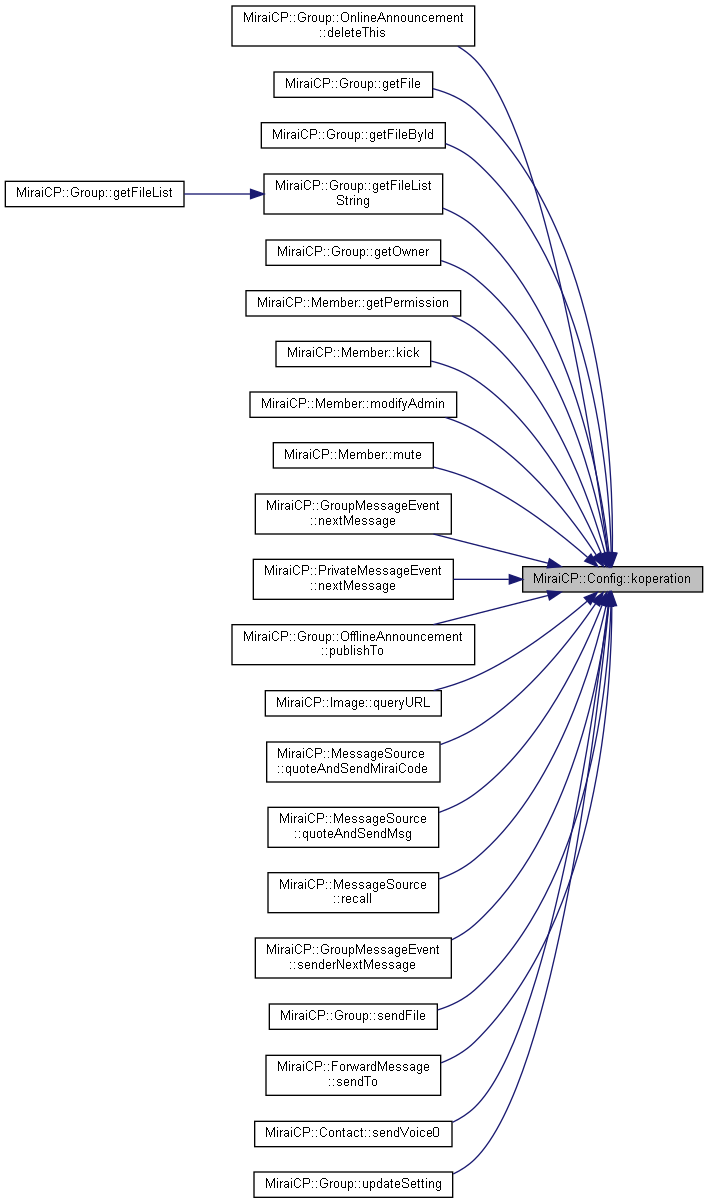 MiraiCP::Group::OnlineAnnouncement
::deleteThis
MiraiCP::Group::getFile
MiraiCP::Group::getFileById
MiraiCP::Group::getFileList
MiraiCP::Group::getFileList
String
MiraiCP::Group::getOwner
MiraiCP::Member::getPermission
MiraiCP::Member::kick
MiraiCP::Member::modifyAdmin
MiraiCP::Member::mute
MiraiCP::GroupMessageEvent
::nextMessage
MiraiCP::PrivateMessageEvent
::nextMessage
MiraiCP::Config::koperation
MiraiCP::Group::OfflineAnnouncement
::publishTo
MiraiCP::Image::queryURL
MiraiCP::MessageSource
::quoteAndSendMiraiCode
MiraiCP::MessageSource
::quoteAndSendMsg
MiraiCP::MessageSource
::recall
MiraiCP::GroupMessageEvent
::senderNextMessage
MiraiCP::Group::sendFile
MiraiCP::ForwardMessage
::sendTo
MiraiCP::Contact::sendVoice0
MiraiCP::Group::updateSetting